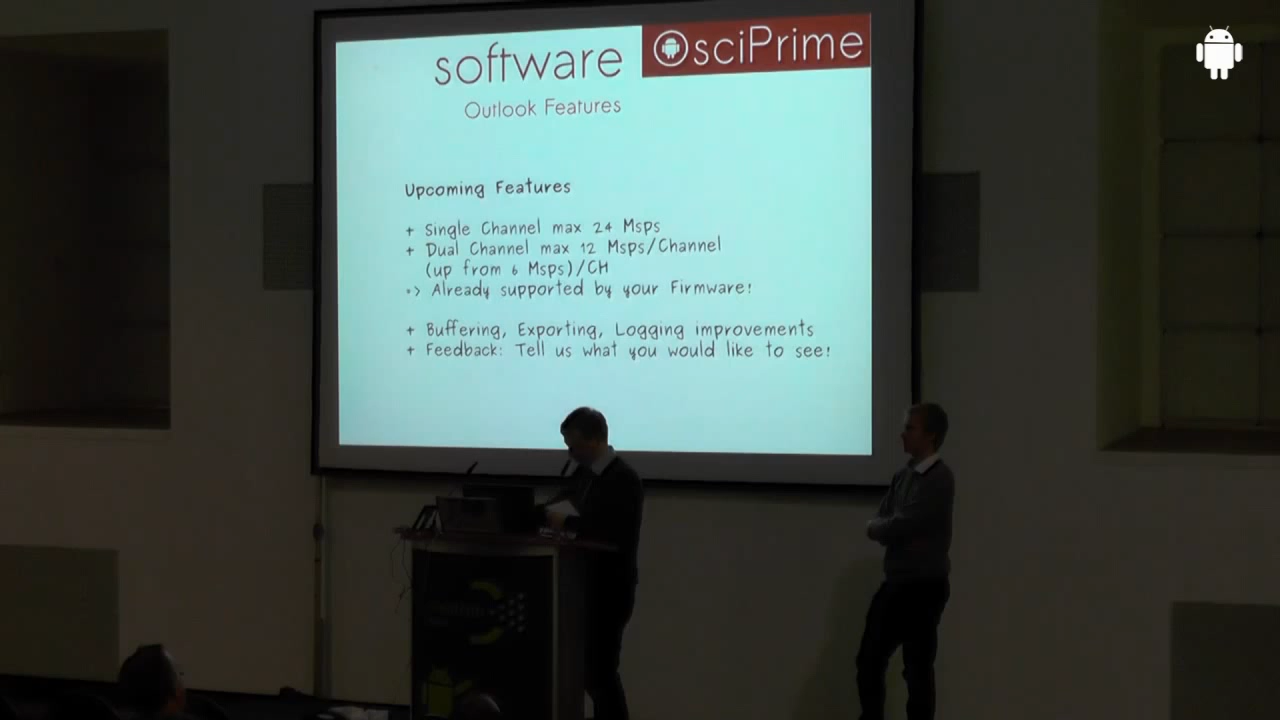 software
OsciPrime
Outlook Features
Upcoming Features
+ Single Channel max 24 Msps
+ Dual Channel max 12 Msps/Channel
(up from 6 Msps)/CH
=> Already supported by your Firmware!
+ Buffering, Exporting, Logging improvements
+ Feedback: Tell us what you would like to see!